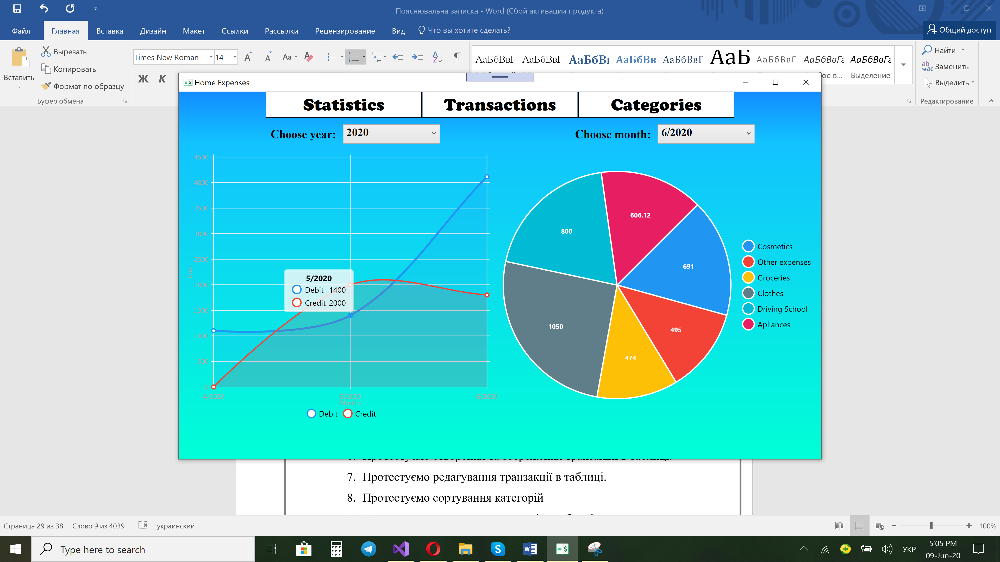 Пояснювальна записка - Word (Сбой активации продукта)
Файл Главная Вставка Дизайн Макет Ссылки Рассылки Рецензирование Вид Что вы хотите сделать? Общий доступ
Вставить
Вырезать
Копировать
Формат по образцу
Буфер обмена
Times New Roman 14
Ж К
АаБбВвГ АаБбВвГ АаБбВв АаБбВв АаБбВвГ АаБ АаБбВвГ АаБбВвГг АаБбВвГг
ое в... Выделение
Найти
Заменить
Выделить
Редактирование
Home Expenses
Statistics Transactions Categories
Choose year: 2020 Choose month: 6/2020
4500
4000
3500
3000
2500
2000
1500
1000
500
0
Cost
4/2020 5/2020 6/2020
Months
5/2020
Debit 1400
Credit 2000
Debit Credit
606.12
800
691
1050
495
474
Cosmetics
Other expenses
Groceries
Clothes
Driving School
Apliances
7. Протестуємо редагування транзакції в таблиці.
8. Протестуємо сортування категорій
Страница 29 из 38 Слово 9 из 4039 украинский 100%
Type here to search
УКР
5:05 PM
09-Jun-20